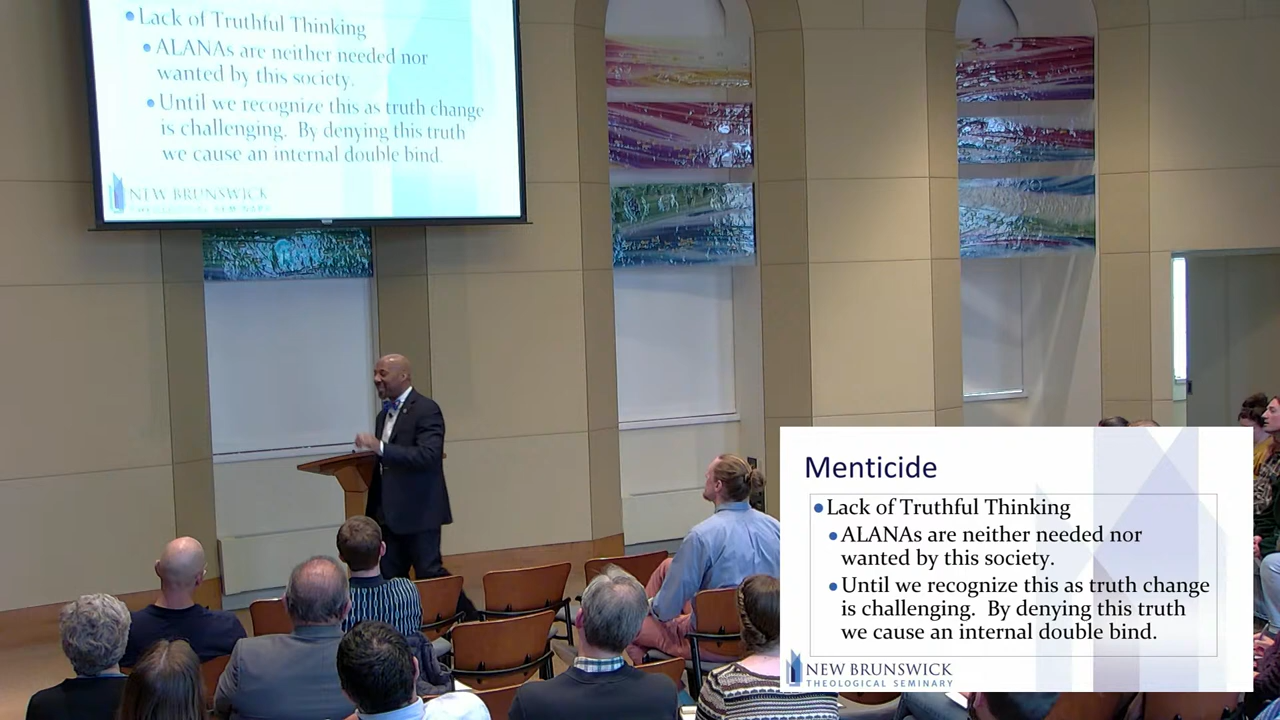 Lack of Truthful Thinking
ALANAs are neither needed nor
wanted by this society.
Until we recognize this as truth change
is challenging. By denying this truth
we cause an internal double bind.
NEW BRUNSWICK
THEOLOGICAL SEMINARY
Menticide
Lack of Truthful Thinking
ALANAs are neither needed nor
wanted by this society.
Until we recognize this as truth change
is challenging. By denying this truth
we cause an internal double bind.
NEW BRUNSWICK
THEOLOGICAL SEMINARY